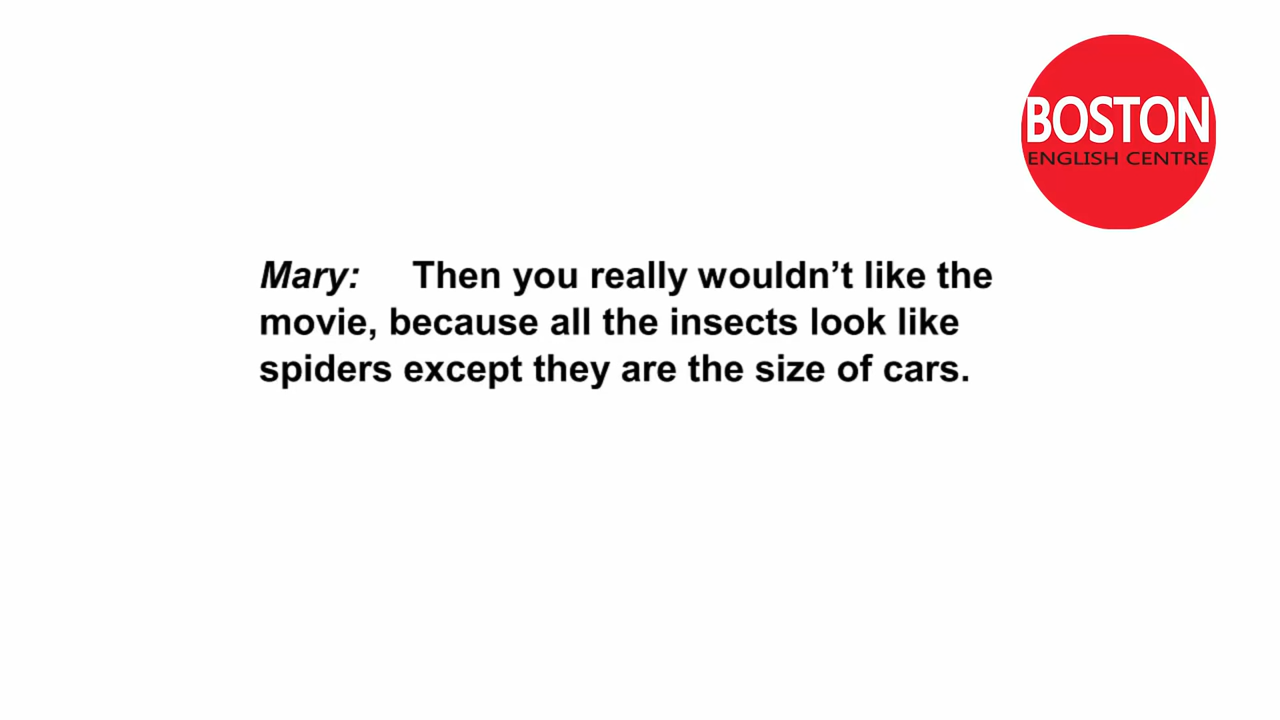 BOSTON
ENGLISH CENTRE
Mary: Then you really wouldn’t like the
movie, because all the insects look like
spiders except they are the size of cars.